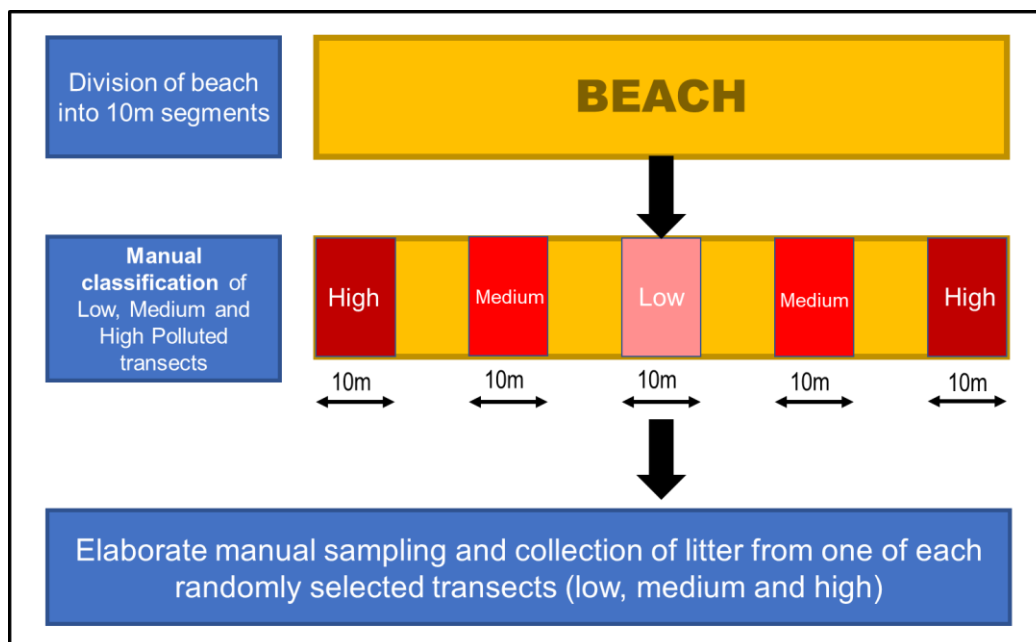 Division of beach
into 10m segments
BEACH
Manual
classification of
Low, Medium and
High Polluted
transects
High
Medium
Low
Medium
High
10m
10m
10m
10m
10m
Elaborate manual sampling and collection of litter from one of each
randomly selected transects (low, medium and high)